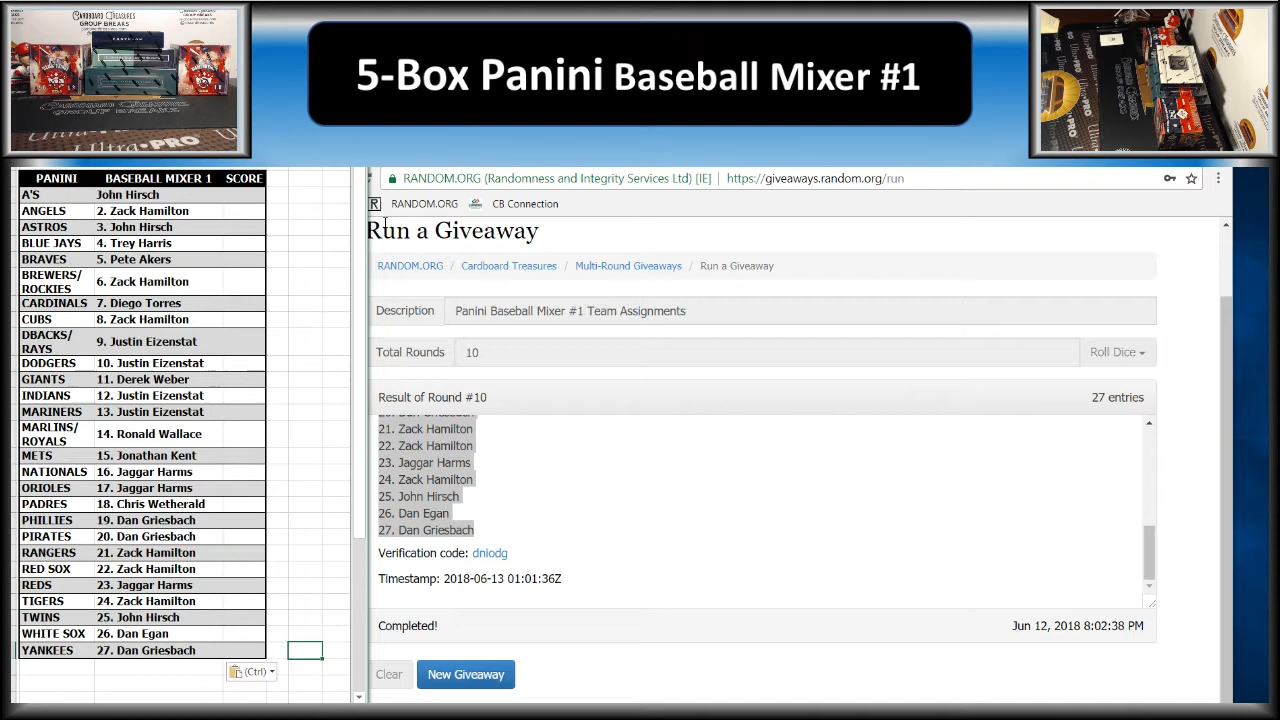 CARDBOARD TREASURES
GROUP BREAKS
5-Box Panini Baseball Mixer #1
PANINI BASEBALL MIXER 1 SCORE
A'S John Hirsch
ANGELS 2. Zack Hamilton
ASTROS 3. John Hirsch
BLUE JAYS 4. Trey Harris
BRAVES 5. Pete Akers
BREWERS/
ROCKIES 6. Zack Hamilton
CARDINALS 7. Diego Torres
CUBS 8. Zack Hamilton
DBACKS/
RAYS 9. Justin Eizenstat
DODGERS 10. Justin Eizenstat
GIANTS 11. Derek Weber
INDIANS 12. Justin Eizenstat
MARINERS 13. Justin Eizenstat
MARLINS/
ROYALS 14. Ronald Wallace
METS 15. Jonathan Kent
NATIONALS 16. Jaggar Harms
ORIOLES 17. Jaggar Harms
PADRES 18. Chris Wetherald
PHILLIES 19. Dan Griesbach
PIRATES 20. Dan Griesbach
RANGERS 21. Zack Hamilton
RED SOX 22. Zack Hamilton
REDS 23. Jaggar Harms
TIGERS 24. Zack Hamilton
TWINS 25. John Hirsch
WHITE SOX 26. Dan Egan
YANKEES 27. Dan Griesbach
(Ctrl)
RANDOM.ORG (Randomness and Integrity Services Ltd) [IE] https://giveaways.random.org/run
R RANDOM.ORG CB Connection
Run a Giveaway
RANDOM.ORG / Cardboard Treasures / Multi-Round Giveaways / Run a Giveaway
Description Panini Baseball Mixer #1 Team Assignments
Total Rounds 10 Roll Dice
Result of Round #10 27 entries
20. Dan Griesbach
21. Zack Hamilton
22. Zack Hamilton
23. Jaggar Harms
24. Zack Hamilton
25. John Hirsch
26. Dan Egan
27. Dan Griesbach
Verification code: dniodg
Timestamp: 2018-06-13 01:01:36Z
Completed! Jun 12, 2018 8:02:38 PM
Clear New Giveaway